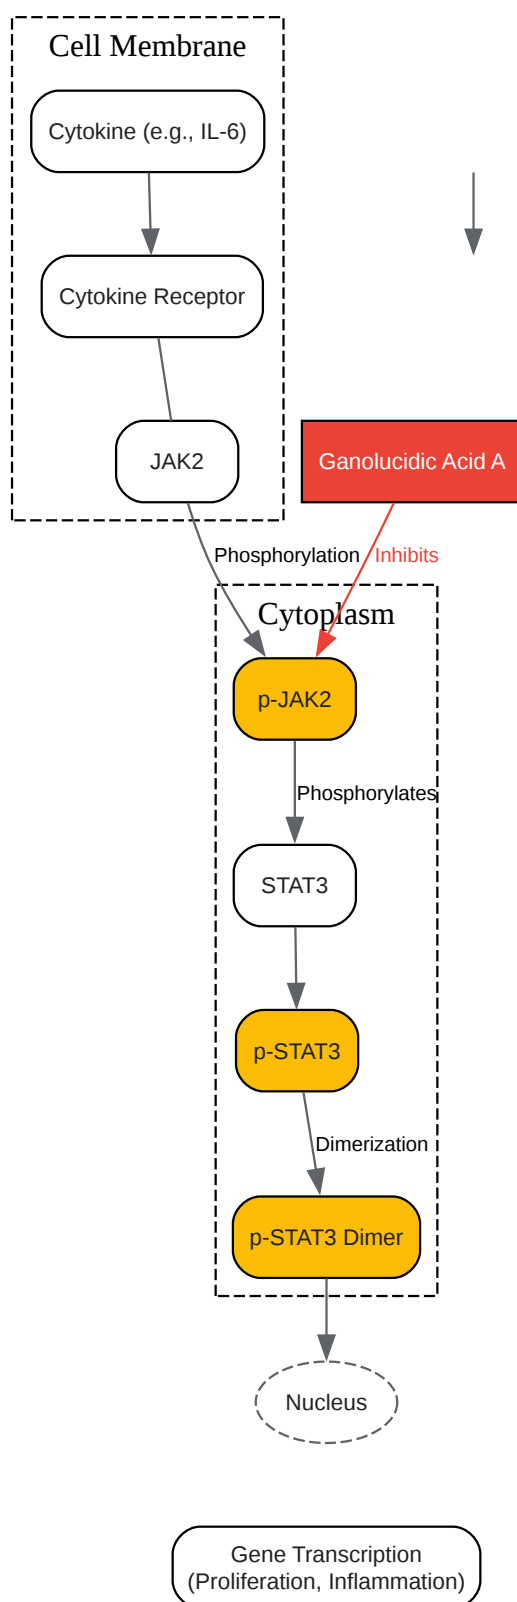 Cell Membrane
Cytokine (e.g., IL-6)
Cytokine Receptor
JAK2
Ganolucidic Acid A
Phosphorylation
Inhibits
Cytoplasm
p-JAK2
Phosphorylates
STAT3
p-STAT3
Dimerization
p-STAT3 Dimer
Nucleus
Gene Transcription
(Proliferation, Inflammation)